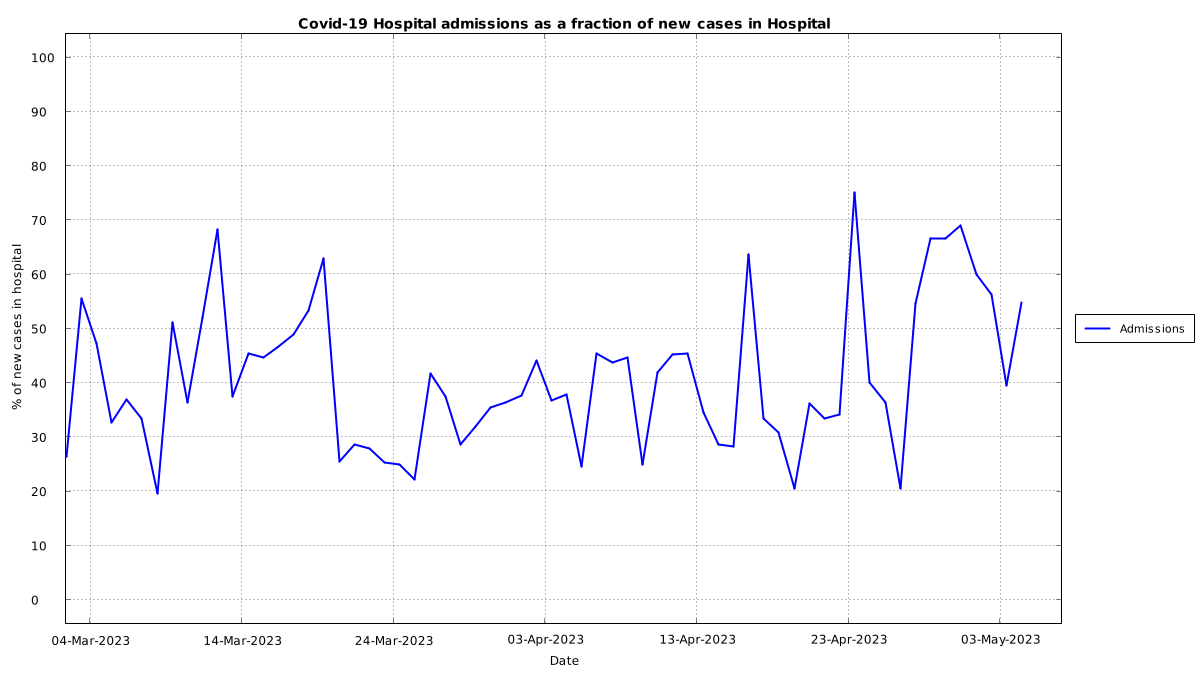 Covid-19 Hospital admissions as a fraction of new cases in Hospital
% of new cases in hospital
100
90
80
70
60
50
40
30
20
10
0
04-Mar-2023 14-Mar-2023 24-Mar-2023 03-Apr-2023 13-Apr-2023 23-Apr-2023 03-May-2023
Date
Admissions